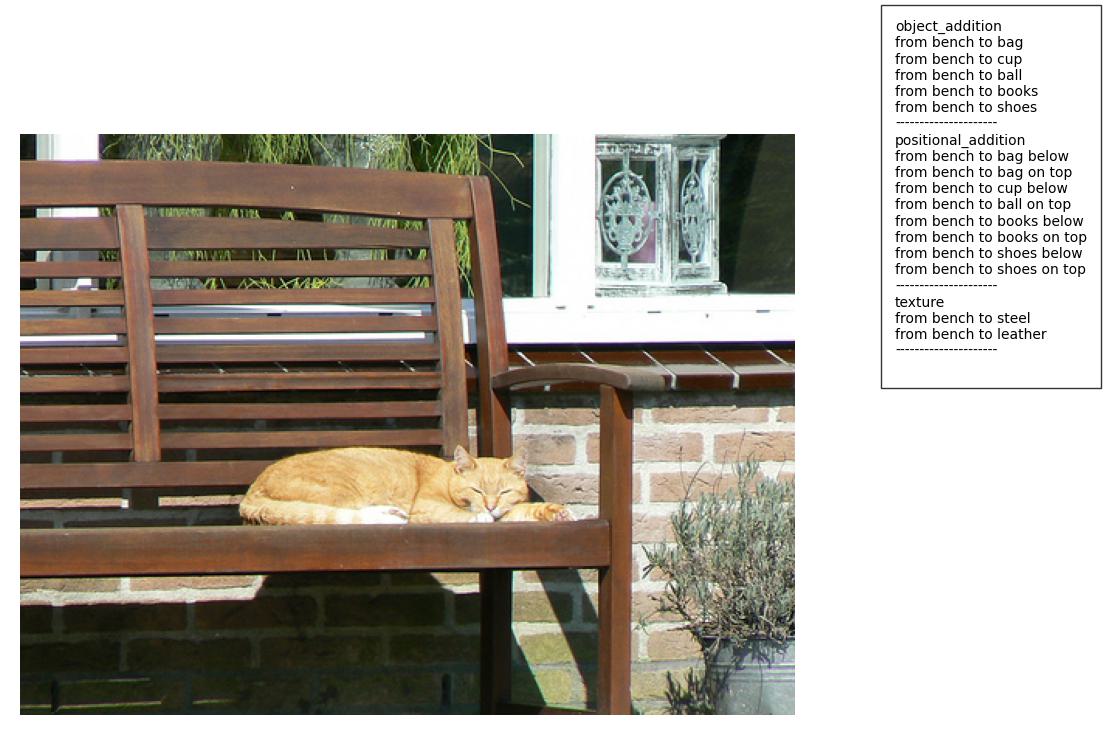 object_addition
from bench to bag
from bench to cup
from bench to ball
from bench to books
from bench to shoes
---------------------
positional_addition
from bench to bag below
from bench to bag on top
from bench to cup below
from bench to ball on top
from bench to books below
from bench to books on top
from bench to shoes below
from bench to shoes on top
---------------------
texture
from bench to steel
from bench to leather
---------------------